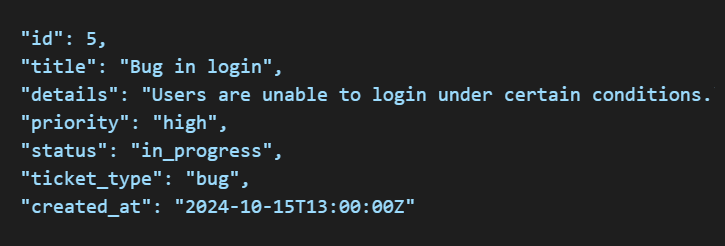 "id": 5,
"title": "Bug in login",
"details": "Users are unable to login under certain conditions.
"priority": "high",
"status": "in_progress",
"ticket_type": "bug",
"created_at": "2024-10-15T13:00:00Z"